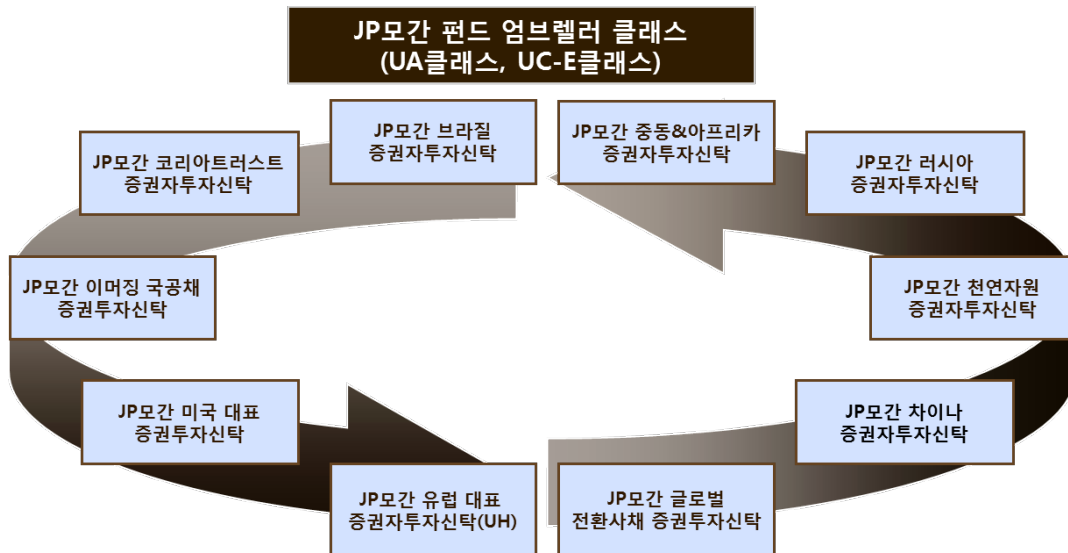 JP모간 펀드 엄브렐러 클래스
(UA클래스, UC-E클래스)
JP모간 브라질
증권자투자신탁
JP모간 중동&아프리카
증권자투자신탁
JP모간 코리아트러스트
증권자투자신탁
JP모간 러시아
증권자투자신탁
JP모간 이머징 국공채
증권투자신탁
JP모간 천연자원
증권자투자신탁
JP모간 미국 대표
증권투자신탁
JP모간 차이나
증권자투자신탁
JP모간 유럽 대표
증권자투자신탁(UH)
JP모간 글로벌
전환사채 증권투자신탁